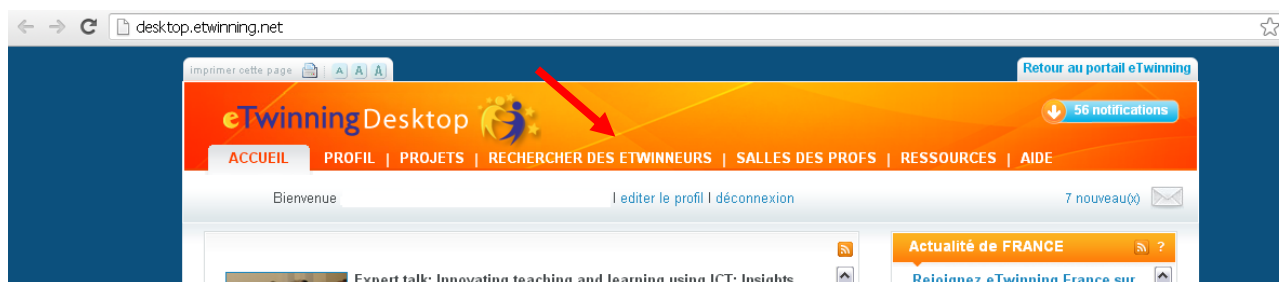 desktop.etwinning.net
imprimer cette page A A A
Retour au portail eTwinning
eTwinning Desktop
56 notifications
ACCUEIL PROFIL | PROJETS | RECHERCHER DES ETWINNEURS | SALLES DES PROFS | RESSOURCES | AIDE
Bienvenue | editer le profil | déconnexion 7 nouveau(x)
Actualité de FRANCE ?
Expert talk: Innovating teaching and learning using ICT: Insights
Rejoignez eTwinning France sur